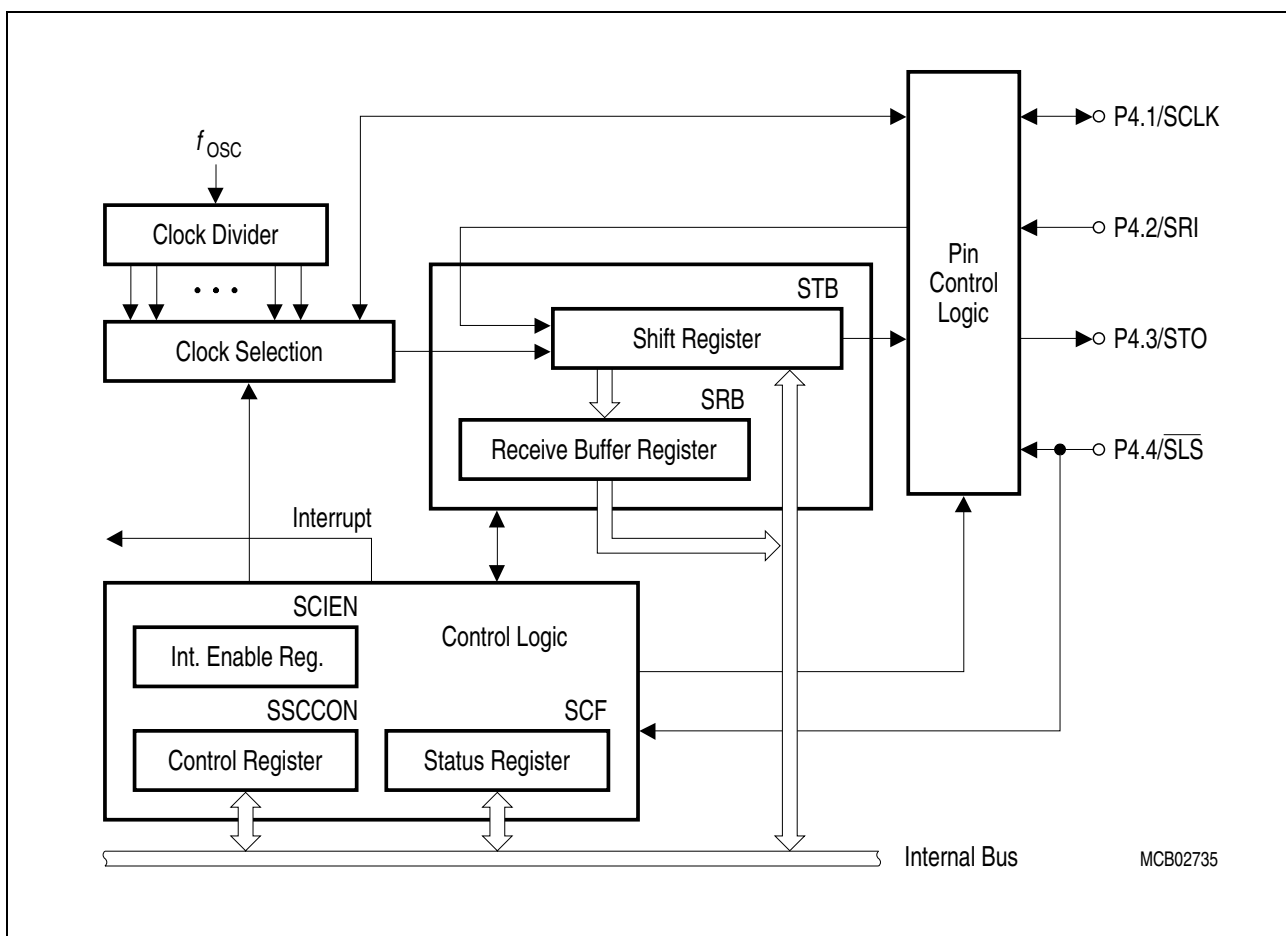 P4.1/SCLK
f OSC
Clock Divider
P4.2/SRI
Pin
Control
Logic
STB
Shift Register
P4.3/STO
Clock Selection
SRB
Receive Buffer Register
P4.4/S̅L̅S̅
Interrupt
SCIEN
Int. Enable Reg.
Control Logic
SSCCON
SCF
Control Register
Status Register
Internal Bus
MCB02735